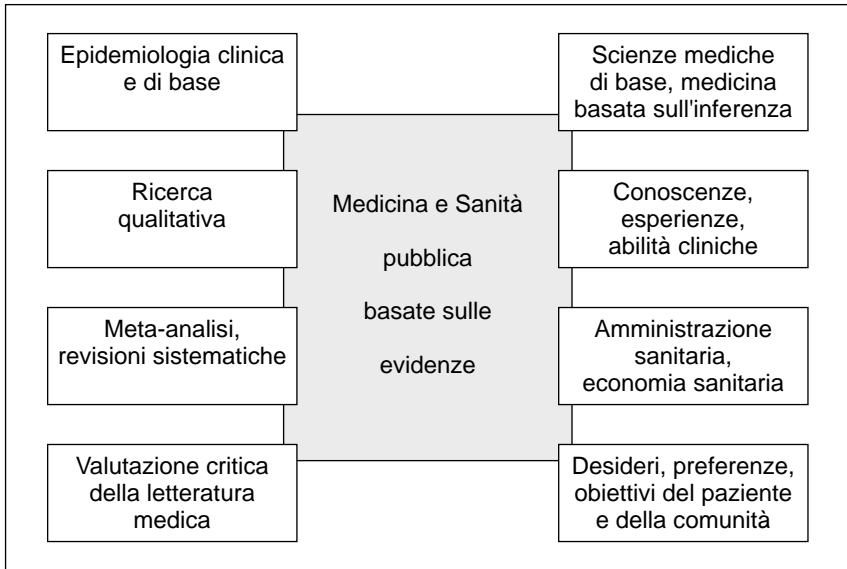 Epidemiologia clinica
e di base
Ricerca
qualitativa
Meta-analisi,
revisioni sistematiche
Valutazione critica
della letteratura
medica
Medicina e Sanità
pubblica
basate sulle
evidenze
Scienze mediche
di base, medicina
basata sull'inferenza
Conoscenze,
esperienze,
abilità cliniche
Amministrazione
sanitaria,
economia sanitaria
Desideri, preferenze,
obiettivi del paziente
e della comunità